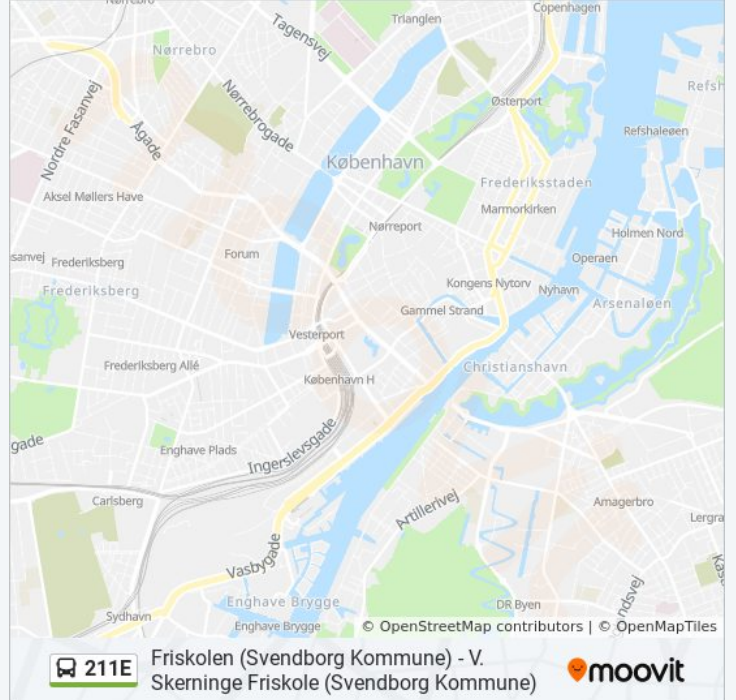 Nørrebro
Copenhagen
Trianglen
Tagensvej
Nørrebro
Refsh
Nordre Fasanvej
Nørrebrogade
Østerport
Ågade
Refshaleøen
København
Frederiksstaden
Aksel Møllers Have
Marmorkirken
Nørreport
Holmen Nord
Forum
sanvej
Frederiksberg
Operaen
Frederiksberg
Kongens Nytorv
Nyhavn
Arsenaløen
Gammel Strand
Vesterport
Frederiksberg Allé
Christianshavn
København H
gade
Enghave Plads
Ingerslevsgade
Carlsberg
Artillerivej
Amagerbro
Lergra
Vasbygade
Kas
ndsvej
Enghave Brygge
DR Byen
Sydhavn
Enghave Brygge
© OpenStreetMap contributors | © OpenMapTiles
211E
Friskolen (Svendborg Kommune) - V.
Skerninge Friskole (Svendborg Kommune)
moovit